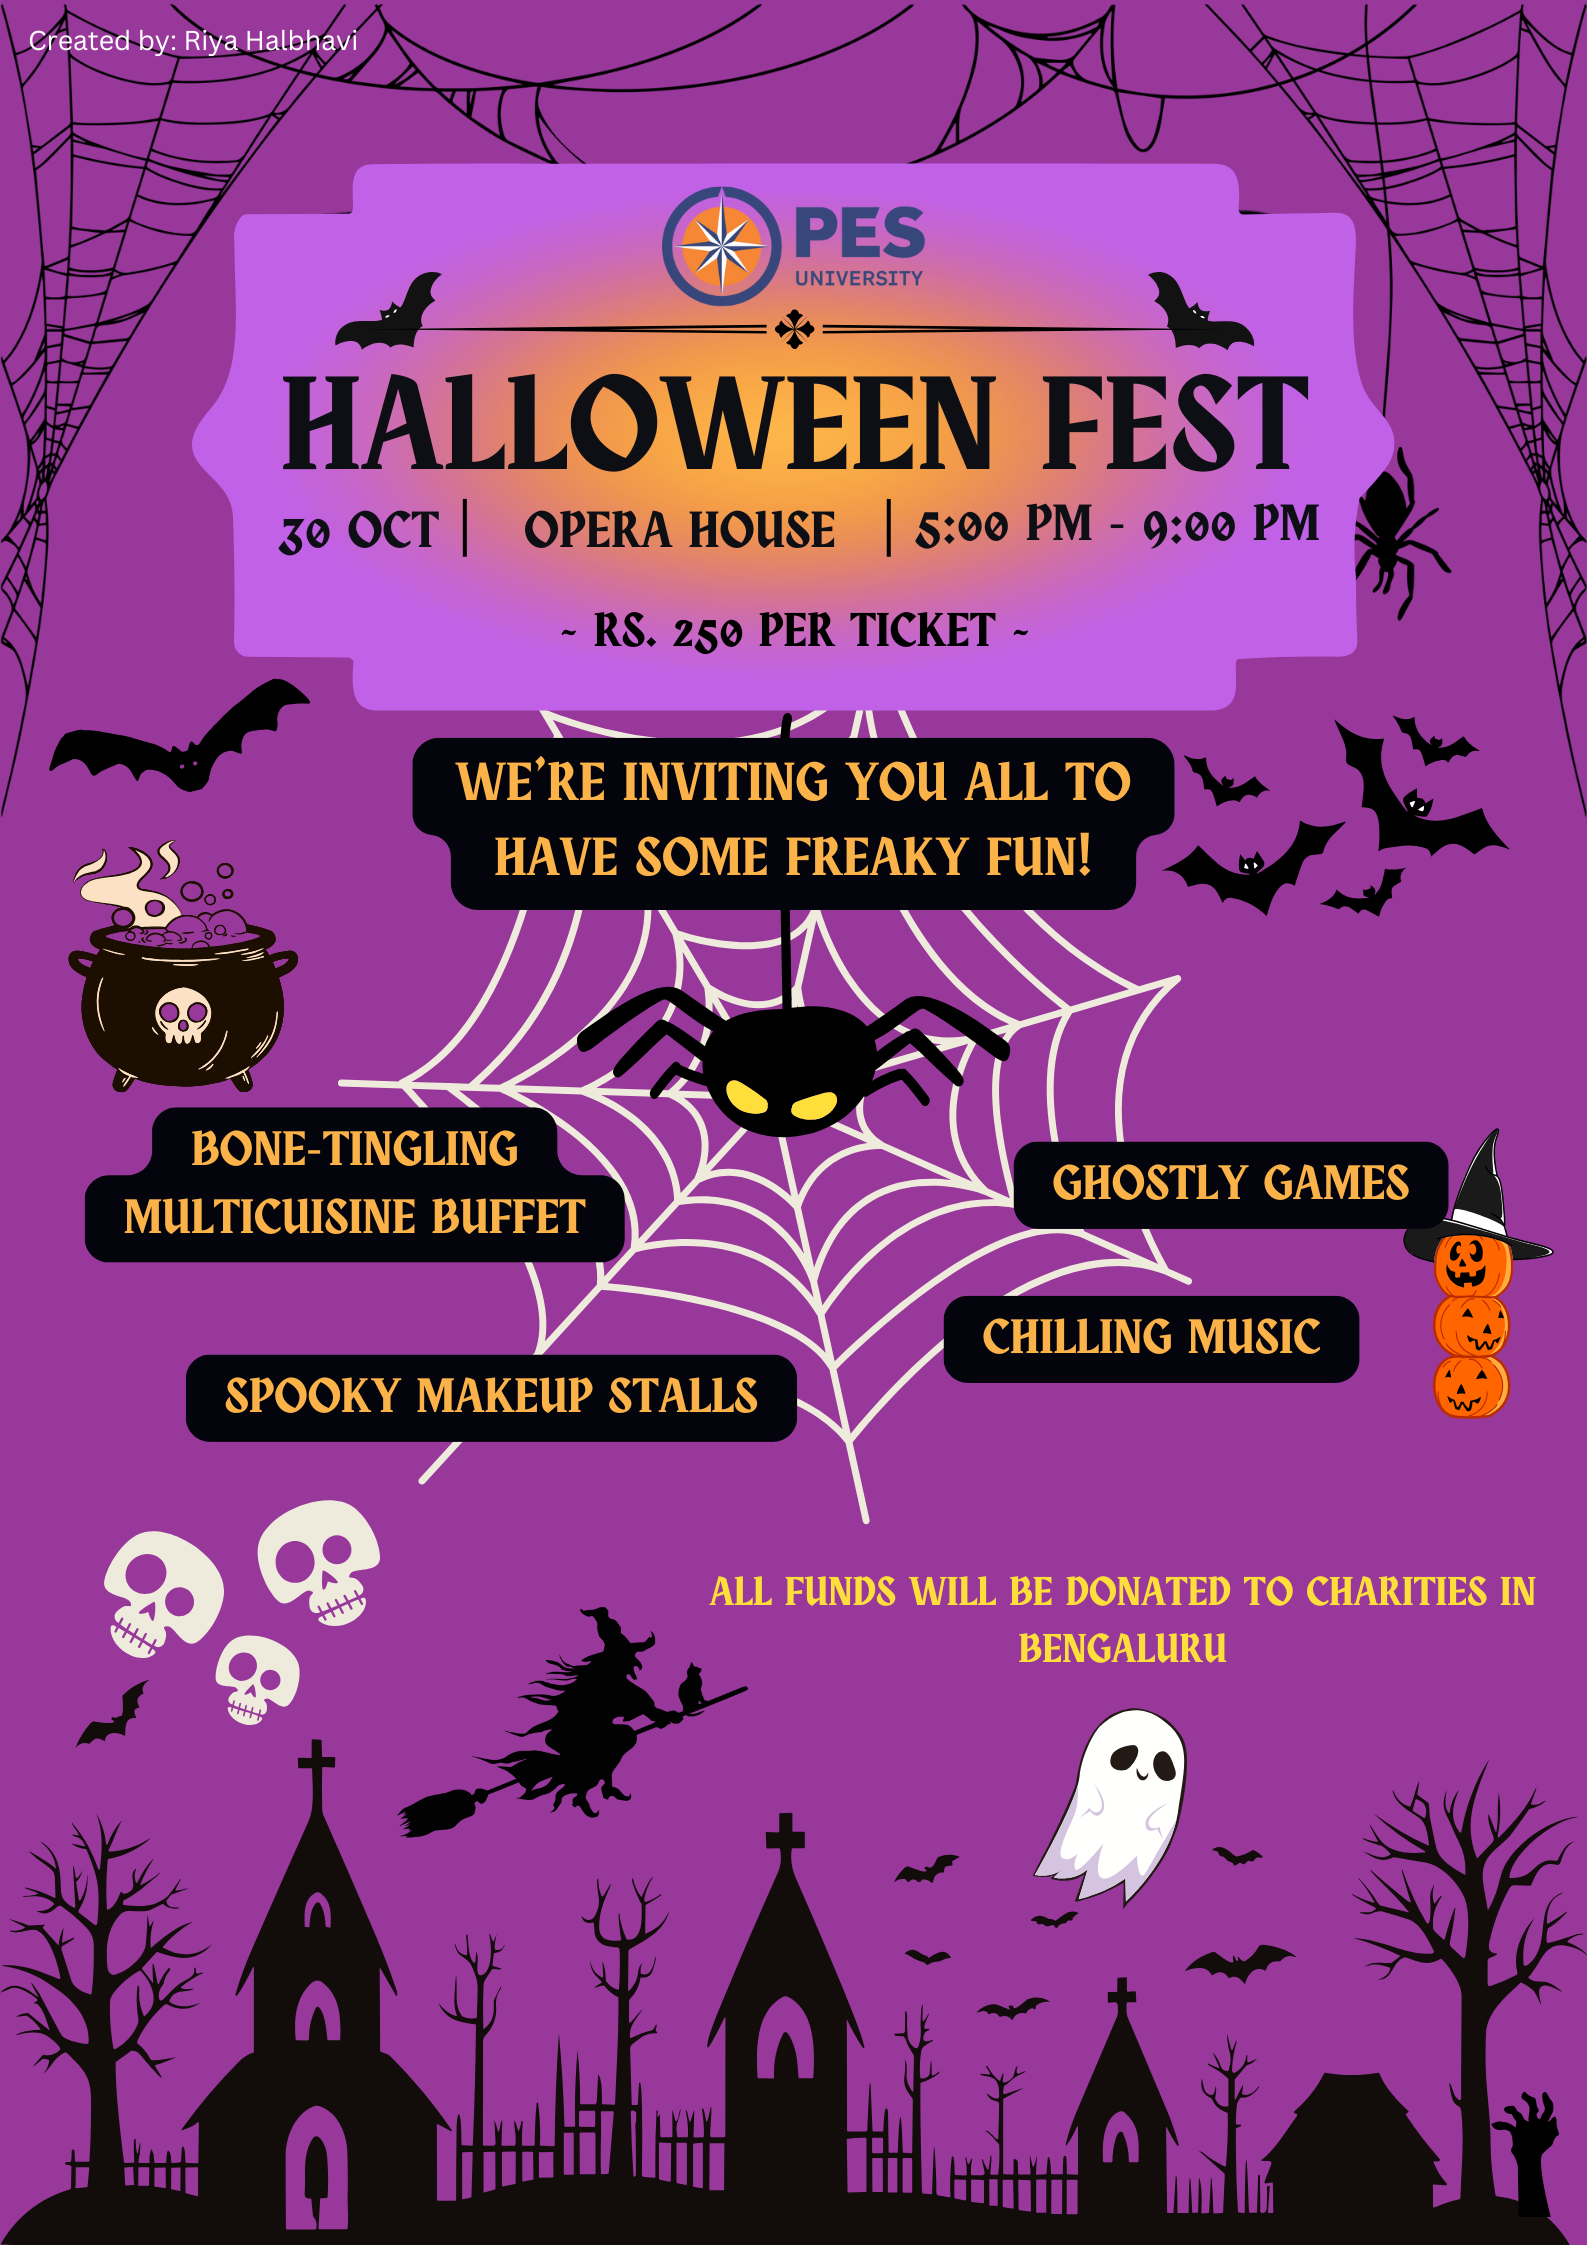 Created by: Riya Halbhavi
PES
UNIVERSITY
HALLOWEEN FEST
30 OCT | OPERA HOUSE | 5:00 PM - 9:00 PM
~ RS. 250 PER TICKET ~
WE'RE INVITING YOU ALL TO
HAVE SOME FREAKY FUN!
BONE-TINGLING
MULTICUISINE BUFFET
GHOSTLY GAMES
CHILLING MUSIC
SPOOKY MAKEUP STALLS
ALL FUNDS WILL BE DONATED TO CHARITIES IN
BENGALURU